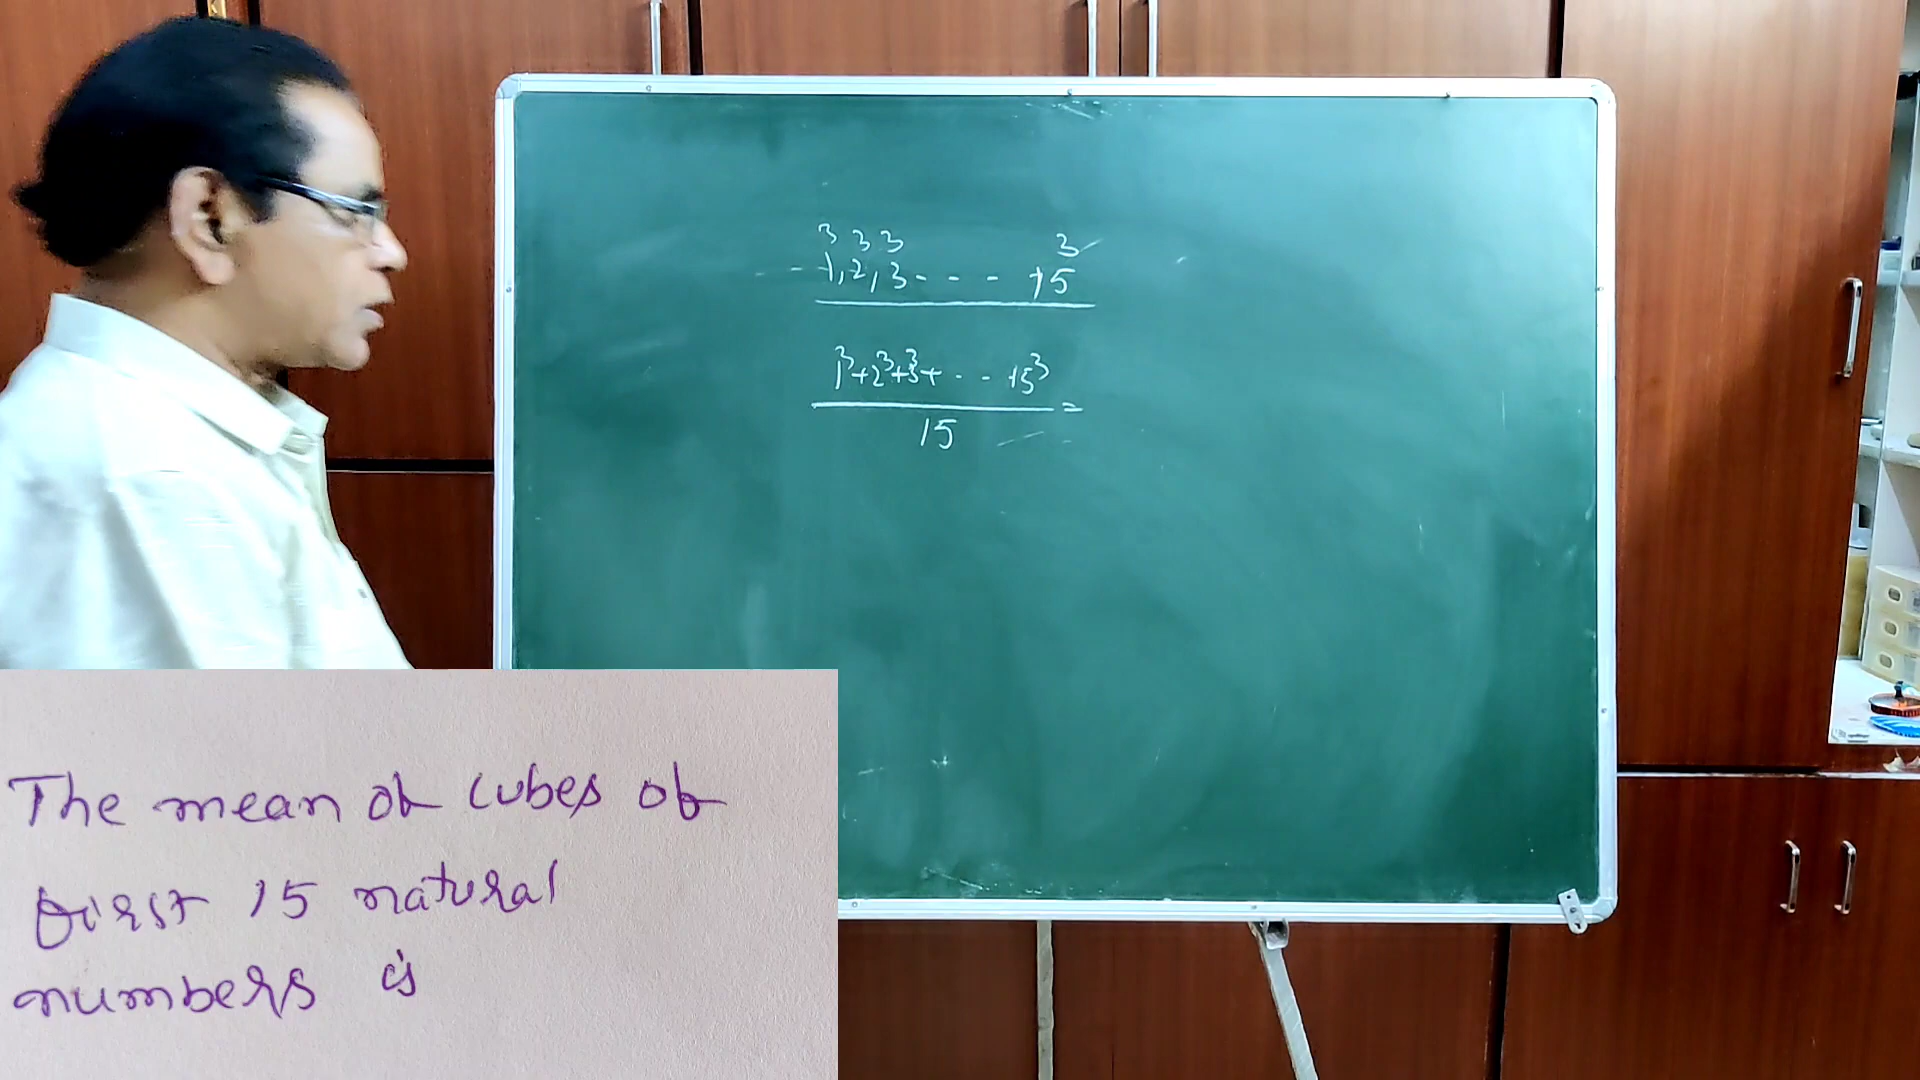 1³, 2³, 3³ - - - 15³
1³+2³+3³+ - - 15³
15
=
The mean of cubes of
first 15 natural
numbers is